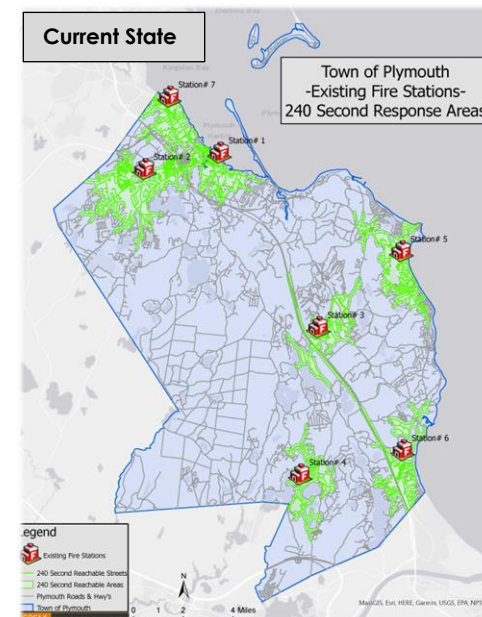 Current State
Kingston Bay
Town of Plymouth
-Existing Fire Stations-
240 Second Response Areas
Station# 7
Station# 1
Station# 2
Station# 5
Station# 3
Station# 6
Station# 4
Legend
Existing Fire Stations
240 Second Reachable Streets
240 Second Reachable Areas
Plymouth Roads & Hwy's
Town of Plymouth
N
0 1 2 4 Miles
MassGIS, Esri, HERE, Garmin, USGS, EPA, NPS